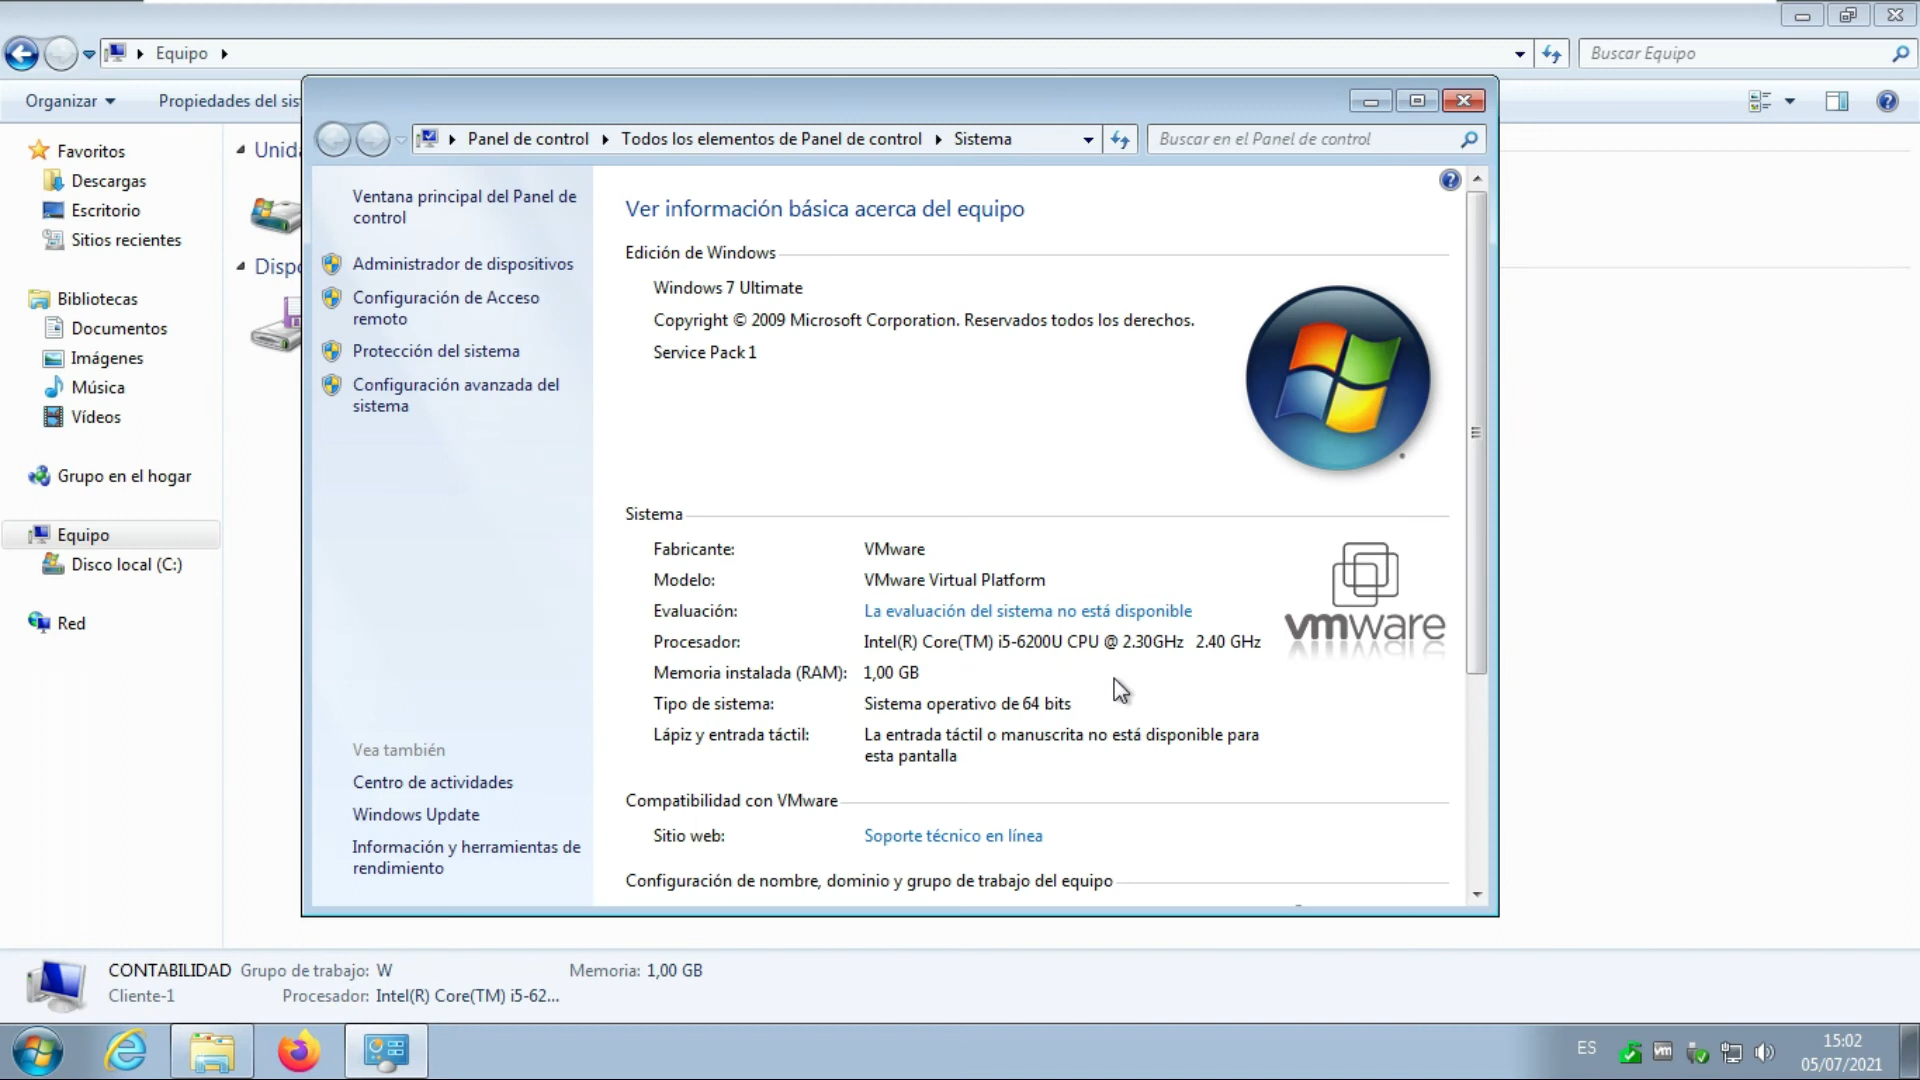 Equipo
Buscar Equipo
Organizar
Propiedades del sis
Favoritos
Descargas
Escritorio
Sitios recientes
Bibliotecas
Documentos
Imágenes
Música
Vídeos
Grupo en el hogar
Equipo
Disco local (C:)
Red
Unida
Dispo
Panel de control
Todos los elementos de Panel de control
Sistema
Buscar en el Panel de control
Ventana principal del Panel de
control
Administrador de dispositivos
Configuración de Acceso
remoto
Protección del sistema
Configuración avanzada del
sistema
Vea también
Centro de actividades
Windows Update
Información y herramientas de
rendimiento
Ver información básica acerca del equipo
Edición de Windows
Windows 7 Ultimate
Copyright © 2009 Microsoft Corporation. Reservados todos los derechos.
Service Pack 1
Sistema
Fabricante: VMware
Modelo: VMware Virtual Platform
Evaluación: La evaluación del sistema no está disponible
Procesador: Intel(R) Core(TM) i5-6200U CPU @ 2.30GHz 2.40 GHz
Memoria instalada (RAM): 1,00 GB
Tipo de sistema: Sistema operativo de 64 bits
Lápiz y entrada táctil: La entrada táctil o manuscrita no está disponible para
esta pantalla
vmware
Compatibilidad con VMware
Sitio web: Soporte técnico en línea
Configuración de nombre, dominio y grupo de trabajo del equipo
CONTABILIDAD Grupo de trabajo: W Memoria: 1,00 GB
Cliente-1 Procesador: Intel(R) Core(TM) i5-62...
ES
vm
15:02
05/07/2021